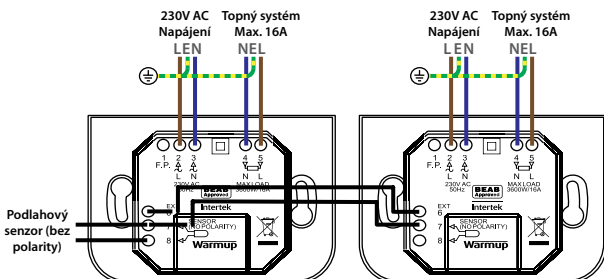 230V AC
Napájení
Topný systém
Max. 16A
230V AC
Napájení
Topný systém
Max. 16A
LEN
NEL
LEN
NEL
1
F.P.
2
L
3
N
4
N
5
L
230V AC
50Hz
MAX LOAD
3600W/16A
BEAB
Approved
Intertek
EXT
6
SENSOR
(NO POLARITY)
8
Warmup
1
F.P.
2
L
3
N
4
N
5
L
230V AC
50Hz
MAX LOAD
3600W/16A
BEAB
Approved
Intertek
EXT
6
7
SENSOR
(NO POLARITY)
8
Warmup
Podlahový
senzor (bez
polarity)